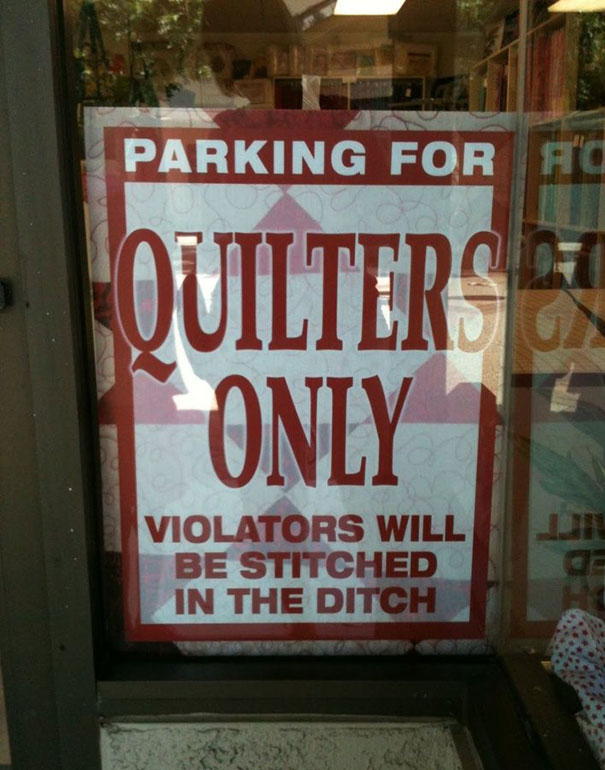 PARKING FOR
QUILTERS
ONLY
VIOLATORS WILL
BE STITCHED
IN THE DITCH